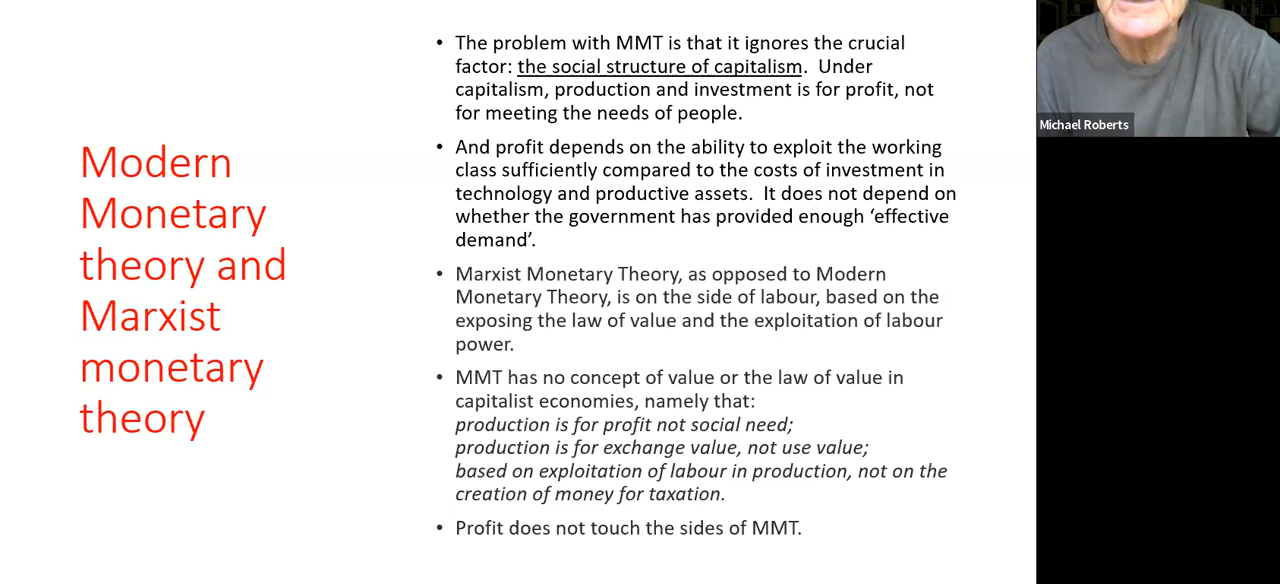 Modern
Monetary
theory and
Marxist
monetary
theory
• The problem with MMT is that it ignores the crucial
factor: the social structure of capitalism. Under
capitalism, production and investment is for profit, not
for meeting the needs of people.
• And profit depends on the ability to exploit the working
class sufficiently compared to the costs of investment in
technology and productive assets. It does not depend on
whether the government has provided enough ‘effective
demand’.
• Marxist Monetary Theory, as opposed to Modern
Monetary Theory, is on the side of labour, based on the
exposing the law of value and the exploitation of labour
power.
• MMT has no concept of value or the law of value in
capitalist economies, namely that:
production is for profit not social need;
production is for exchange value, not use value;
based on exploitation of labour in production, not on the
creation of money for taxation.
• Profit does not touch the sides of MMT.
Michael Roberts